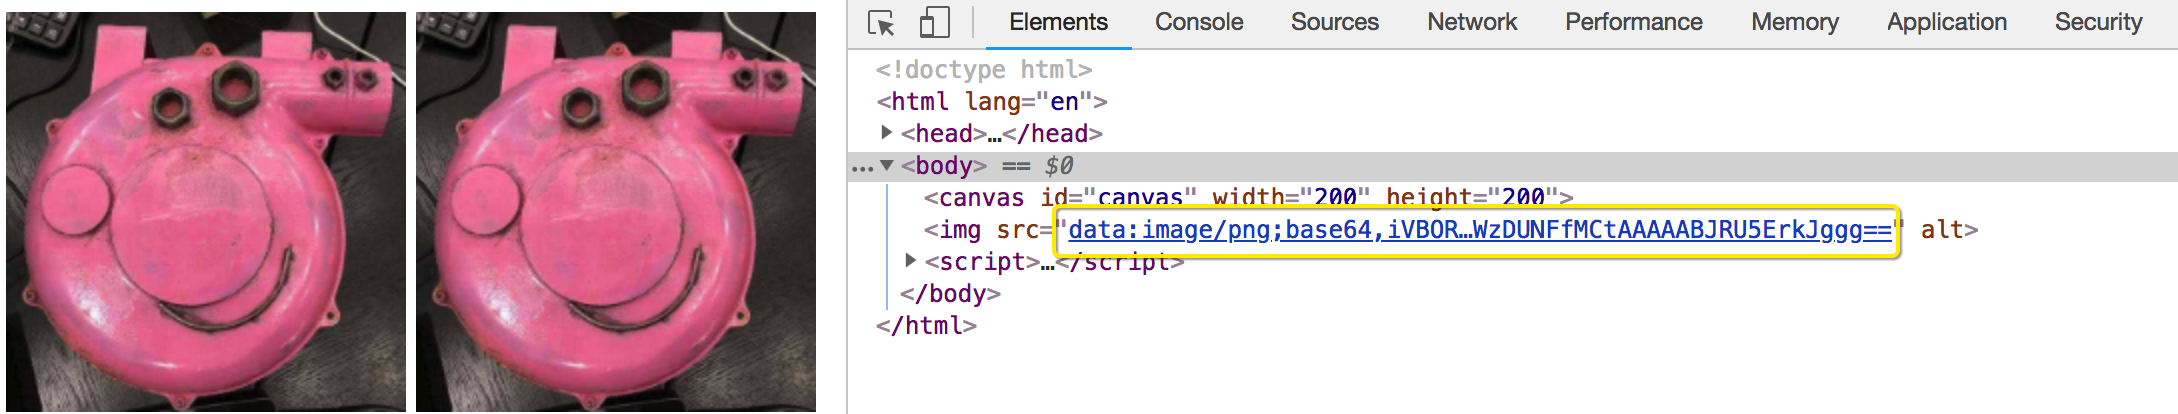 Elements Console Sources Network Performance Memory Application Security
<!doctype html>
<html lang="en">
<head>…</head>
<body> == $0
<canvas id="canvas" width="200" height="200">
<img src="data:image/png;base64,iVBOR…WzDUNFfMCtAAAAABJRU5ErkJggg==" alt>
<script>…</script>
</body>
</html>